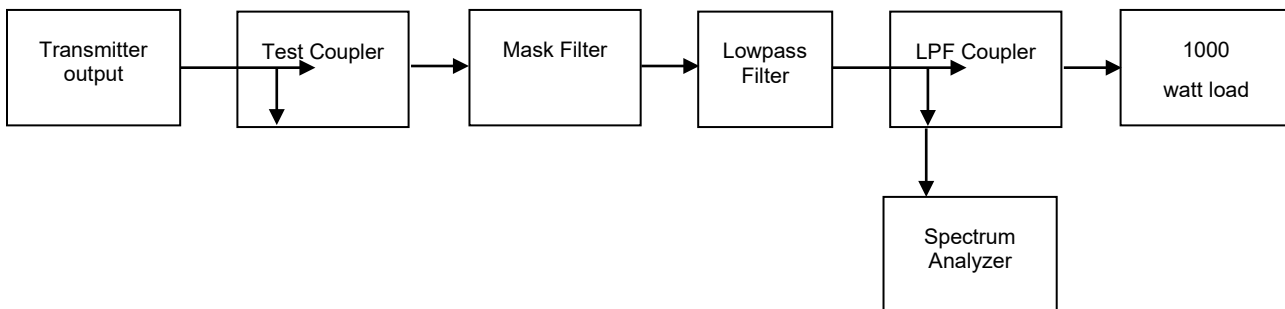 Transmitter
output
Test Coupler
Mask Filter
Lowpass
Filter
LPF Coupler
1000
watt load
Spectrum
Analyzer